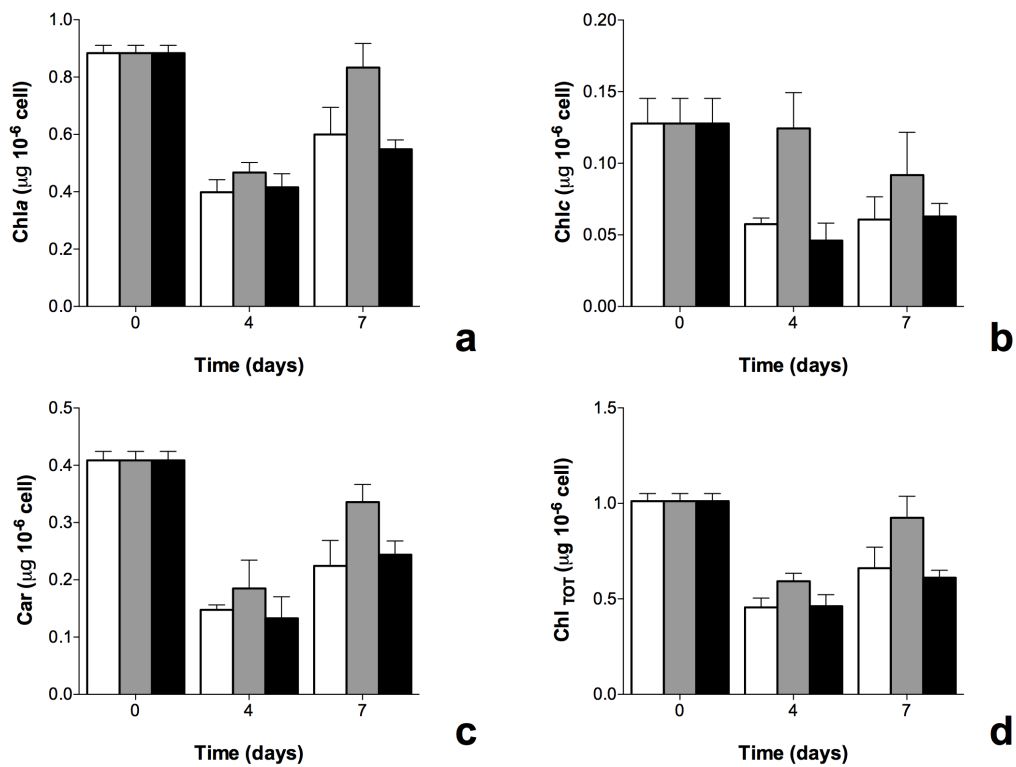 1.0
0.8
0.6
0.4
0.2
0.0
Chla (µg 10⁻⁶ cell)
0 4 7
Time (days)
a
0.20
0.15
0.10
0.05
0.00
Chlc (µg 10⁻⁶ cell)
0 4 7
Time (days)
b
0.5
0.4
0.3
0.2
0.1
0.0
Car (µg 10⁻⁶ cell)
0 4 7
Time (days)
c
1.5
1.0
0.5
0.0
Chl TOT (µg 10⁻⁶ cell)
0 4 7
Time (days)
d